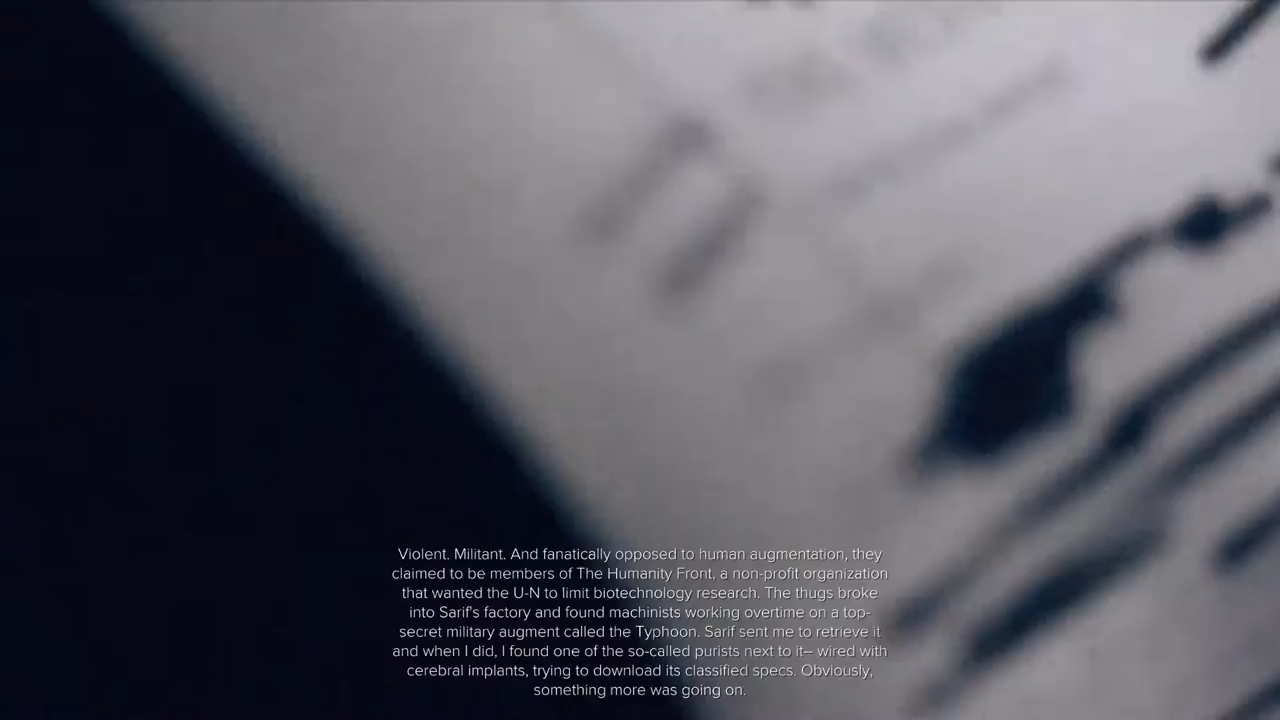 Violent. Militant. And fanatically opposed to human augmentation, they
claimed to be members of The Humanity Front, a non-profit organization
that wanted the U-N to limit biotechnology research. The thugs broke
into Sarif's factory and found machinists working overtime on a top-
secret military augment called the Typhoon. Sarif sent me to retrieve it
and when I did, I found one of the so-called purists next to it-- wired with
cerebral implants, trying to download its classified specs. Obviously,
something more was going on.